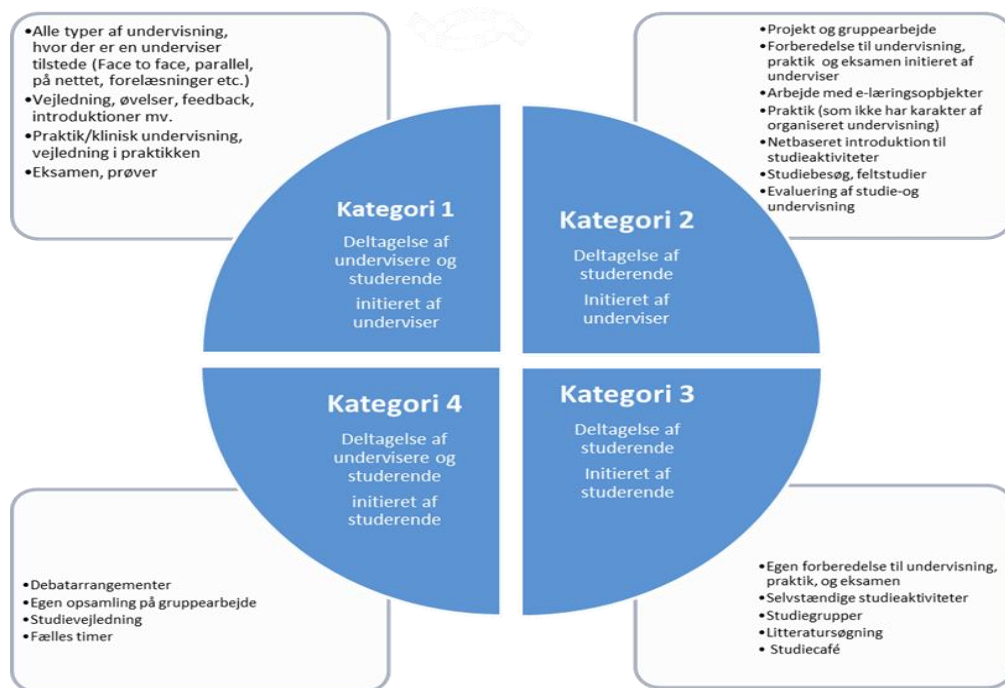 •Alle typer af undervisning,
hvor der er en underviser
tilstede (Face to face, parallel,
på nettet, forelæsninger etc.)
•Vejledning, øvelser, feedback,
introduktioner mv.
•Praktik/klinisk undervisning,
vejledning i praktikken
•Eksamen, prøver
•Projekt og gruppearbejde
•Forberedelse til undervisning,
praktik og eksamen initieret af
underviser
•Arbejde med e-læringsopbjekter
•Praktik (som ikke har karakter af
organiseret undervisning)
•Netbaseret introduktion til
studieaktiviteter
•Studiebesøg, feltstudier
•Evaluering af studie-og
undervisning
Kategori 1
Deltagelse af
undervisere og
studerende
initieret af
underviser
Kategori 2
Deltagelse af
studerende
Initieret af
underviser
Kategori 4
Deltagelse af
undervisere og
studerende
initieret af
studerende
Kategori 3
Deltagelse af
studerende
Initieret af
studerende
•Debatarrangementer
•Egen opsamling på gruppearbejde
•Studievejledning
•Fælles timer
•Egen forberedelse til undervisning,
praktik, og eksamen
•Selvstændige studieaktiviteter
•Studiegrupper
•Litteratursøgning
• Studiecafé